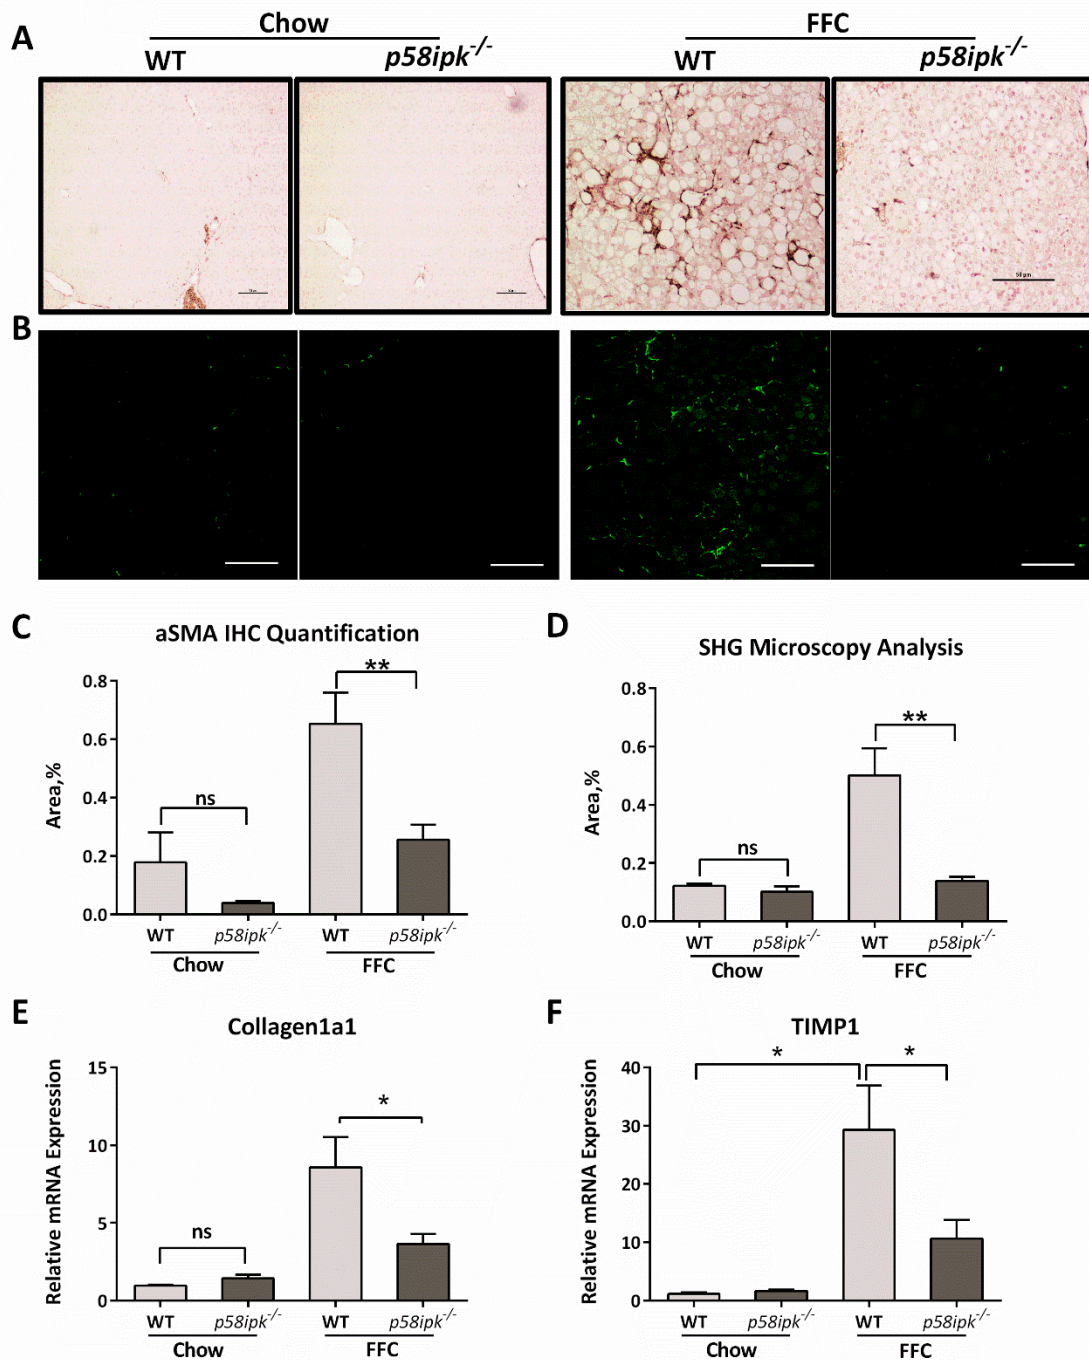 A
Chow
FFC
WT
p58ipk-/-
WT
p58ipk-/-
50 µm
B
C
aSMA IHC Quantification
Area,%
0.8
0.6
0.4
0.2
0.0
ns
**
WT
p58ipk-/-
WT
p58ipk-/-
Chow
FFC
D
SHG Microscopy Analysis
Area,%
0.8
0.6
0.4
0.2
0.0
ns
**
WT
p58ipk-/-
WT
p58ipk-/-
Chow
FFC
E
Collagen1a1
Relative mRNA Expression
15
10
5
0
ns
*
WT
p58ipk-/-
WT
p58ipk-/-
Chow
FFC
F
TIMP1
Relative mRNA Expression
40
30
20
10
0
*
*
WT
p58ipk-/-
WT
p58ipk-/-
Chow
FFC